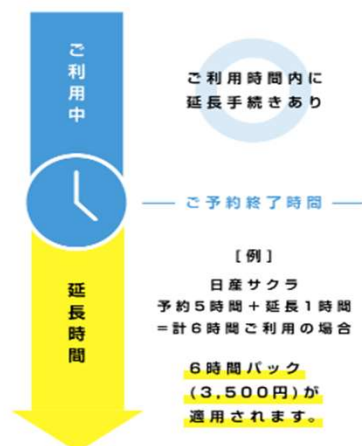 ご利用中
ご利用時間内に
延長手続きあり
ご予約終了時間
[例]
日産サクラ
予約5時間+延長1時間
=計6時間ご利用の場合
延長時間
6時間パック
(3,500円)が
適用されます。